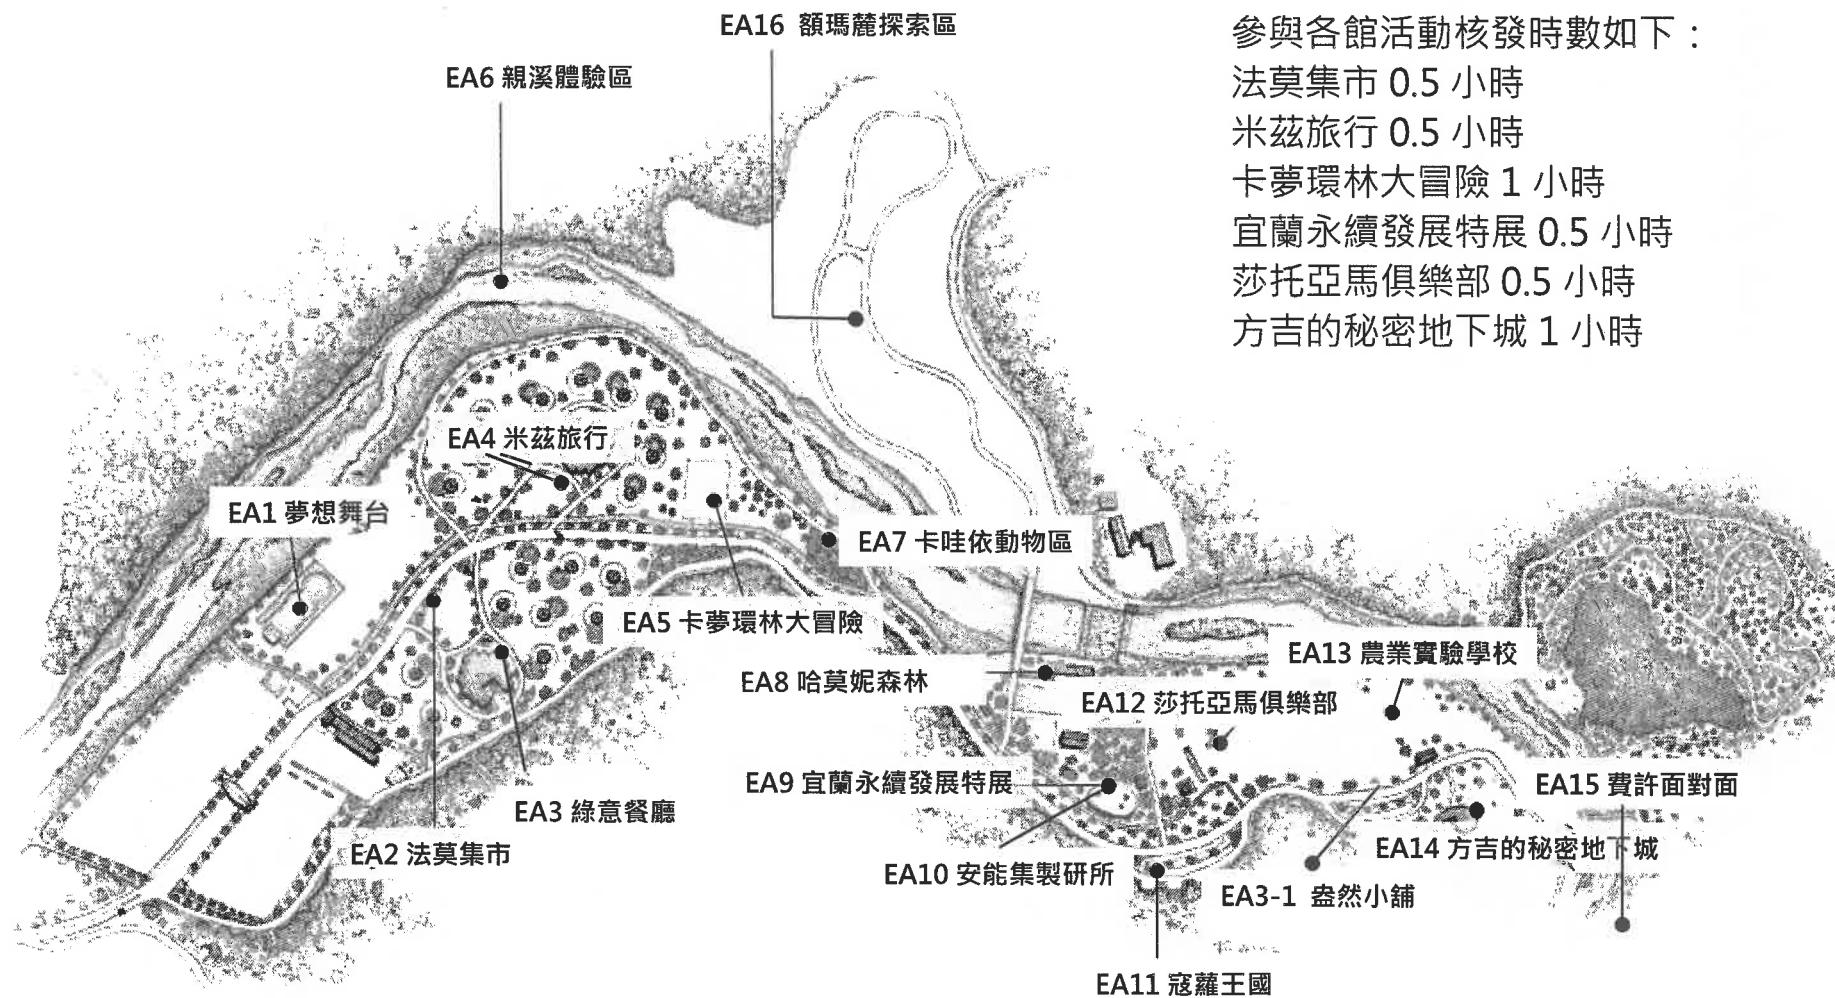 EA16 額瑪蘢探索區
EA6 親溪體驗區
參與各館活動核發時數如下：
法莫集市 0.5 小時
米茲旅行 0.5 小時
卡夢環林大冒險 1 小時
宜蘭永續發展特展 0.5 小時
莎托亞馬俱樂部 0.5 小時
方吉的秘密地下城 1 小時
EA4 米茲旅行
EA1 夢想舞台
EA7 卡哇依動物區
EA5 卡夢環林大冒險
EA13 農業實驗學校
EA8 哈莫妮森林
EA12 莎托亞馬俱樂部
EA9 宜蘭永續發展特展
EA15 費許面對面
EA3 綠意餐廳
EA2 法莫集市
EA14 方吉的秘密地下城
EA10 安能集製研所
EA3-1 盎然小舖
EA11 寇蘿王國